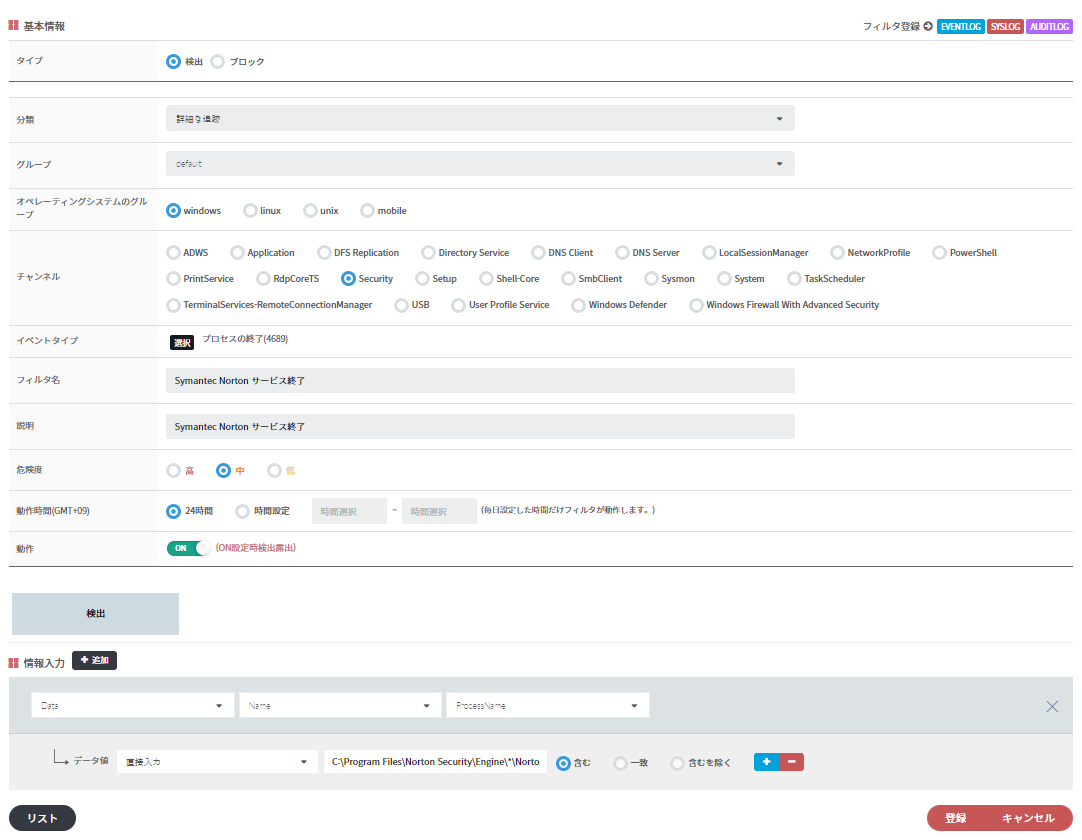 基本情報
フィルタ登録 EVENTLOG SYSLOG AUDITLOG
タイプ 検出 ブロック
分類 詳細な追跡
グループ default
オペレーティングシステムのグル
ープ
windows linux unix mobile
チャンネル
ADWS Application DFS Replication Directory Service DNS Client DNS Server LocalSessionManager NetworkProfile PowerShell
PrintService RdpCoreTS Security Setup Shell-Core SmbClient Sysmon System TaskScheduler
TerminalServices-RemoteConnectionManager USB User Profile Service Windows Defender Windows Firewall With Advanced Security
イベントタイプ 選択 プロセスの終了(4689)
フィルタ名 Symantec Norton サービス終了
説明 Symantec Norton サービス終了
危険度 高 中 低
動作時間(GMT+09) 24時間 時間設定 時間選択 ~ 時間選択 (毎日設定した時間だけフィルタが動作します。)
動作 ON (ON設定時検出露出)
検出
情報入力 + 追加
Data Name ProcessName
データ値 直接入力 C:\Program Files\Norton Security\Engine\*\Norto 含む 一致 含むを除く
リスト 登録 キャンセル